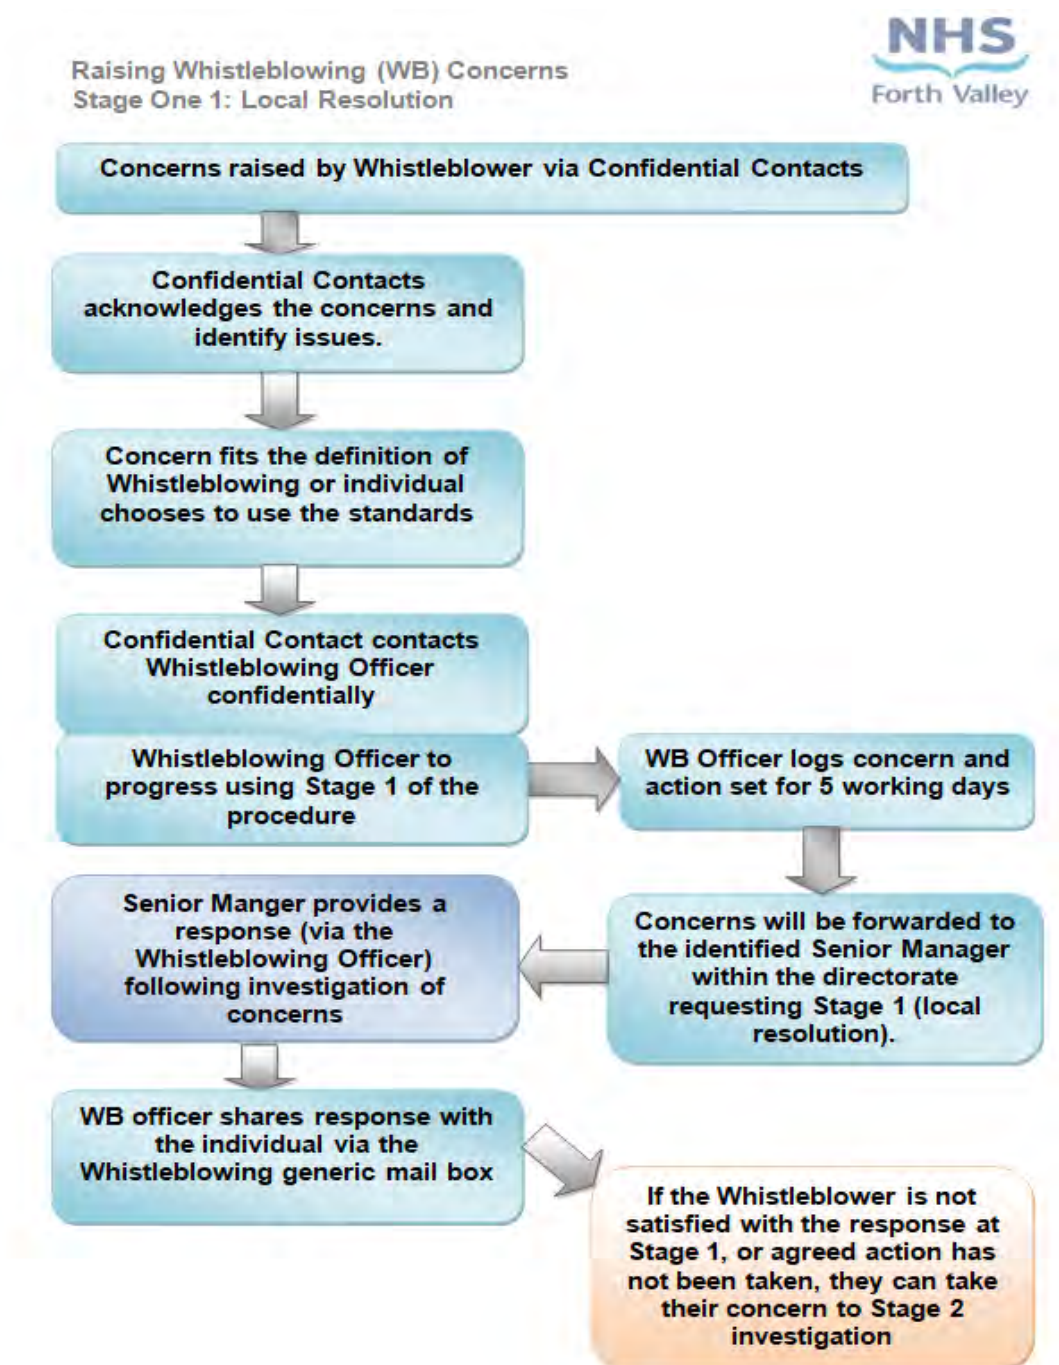 NHS
Forth Valley
Raising Whistleblowing (WB) Concerns
Stage One 1: Local Resolution
Concerns raised by Whistleblower via Confidential Contacts
Confidential Contacts
acknowledges the concerns and
identify issues.
Concern fits the definition of
Whistleblowing or individual
chooses to use the standards
Confidential Contact contacts
Whistleblowing Officer
confidentially
Whistleblowing Officer to
progress using Stage 1 of the
procedure
WB Officer logs concern and
action set for 5 working days
Concerns will be forwarded to
the identified Senior Manager
within the directorate
requesting Stage 1 (local
resolution).
Senior Manger provides a
response (via the
Whistleblowing Officer)
following investigation of
concerns
WB officer shares response with
the individual via the
Whistleblowing generic mail box
If the Whistleblower is not
satisfied with the response at
Stage 1, or agreed action has
not been taken, they can take
their concern to Stage 2
investigation